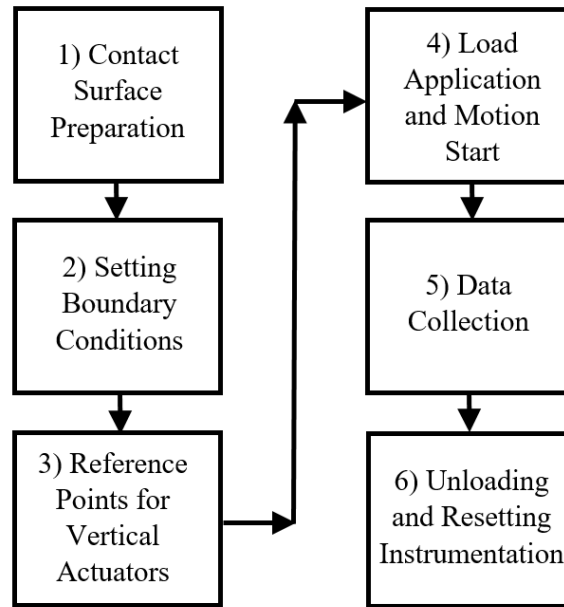 1) Contact
Surface
Preparation
2) Setting
Boundary
Conditions
3) Reference
Points for
Vertical
Actuators
4) Load
Application
and Motion
Start
5) Data
Collection
6) Unloading
and Resetting
Instrumentation